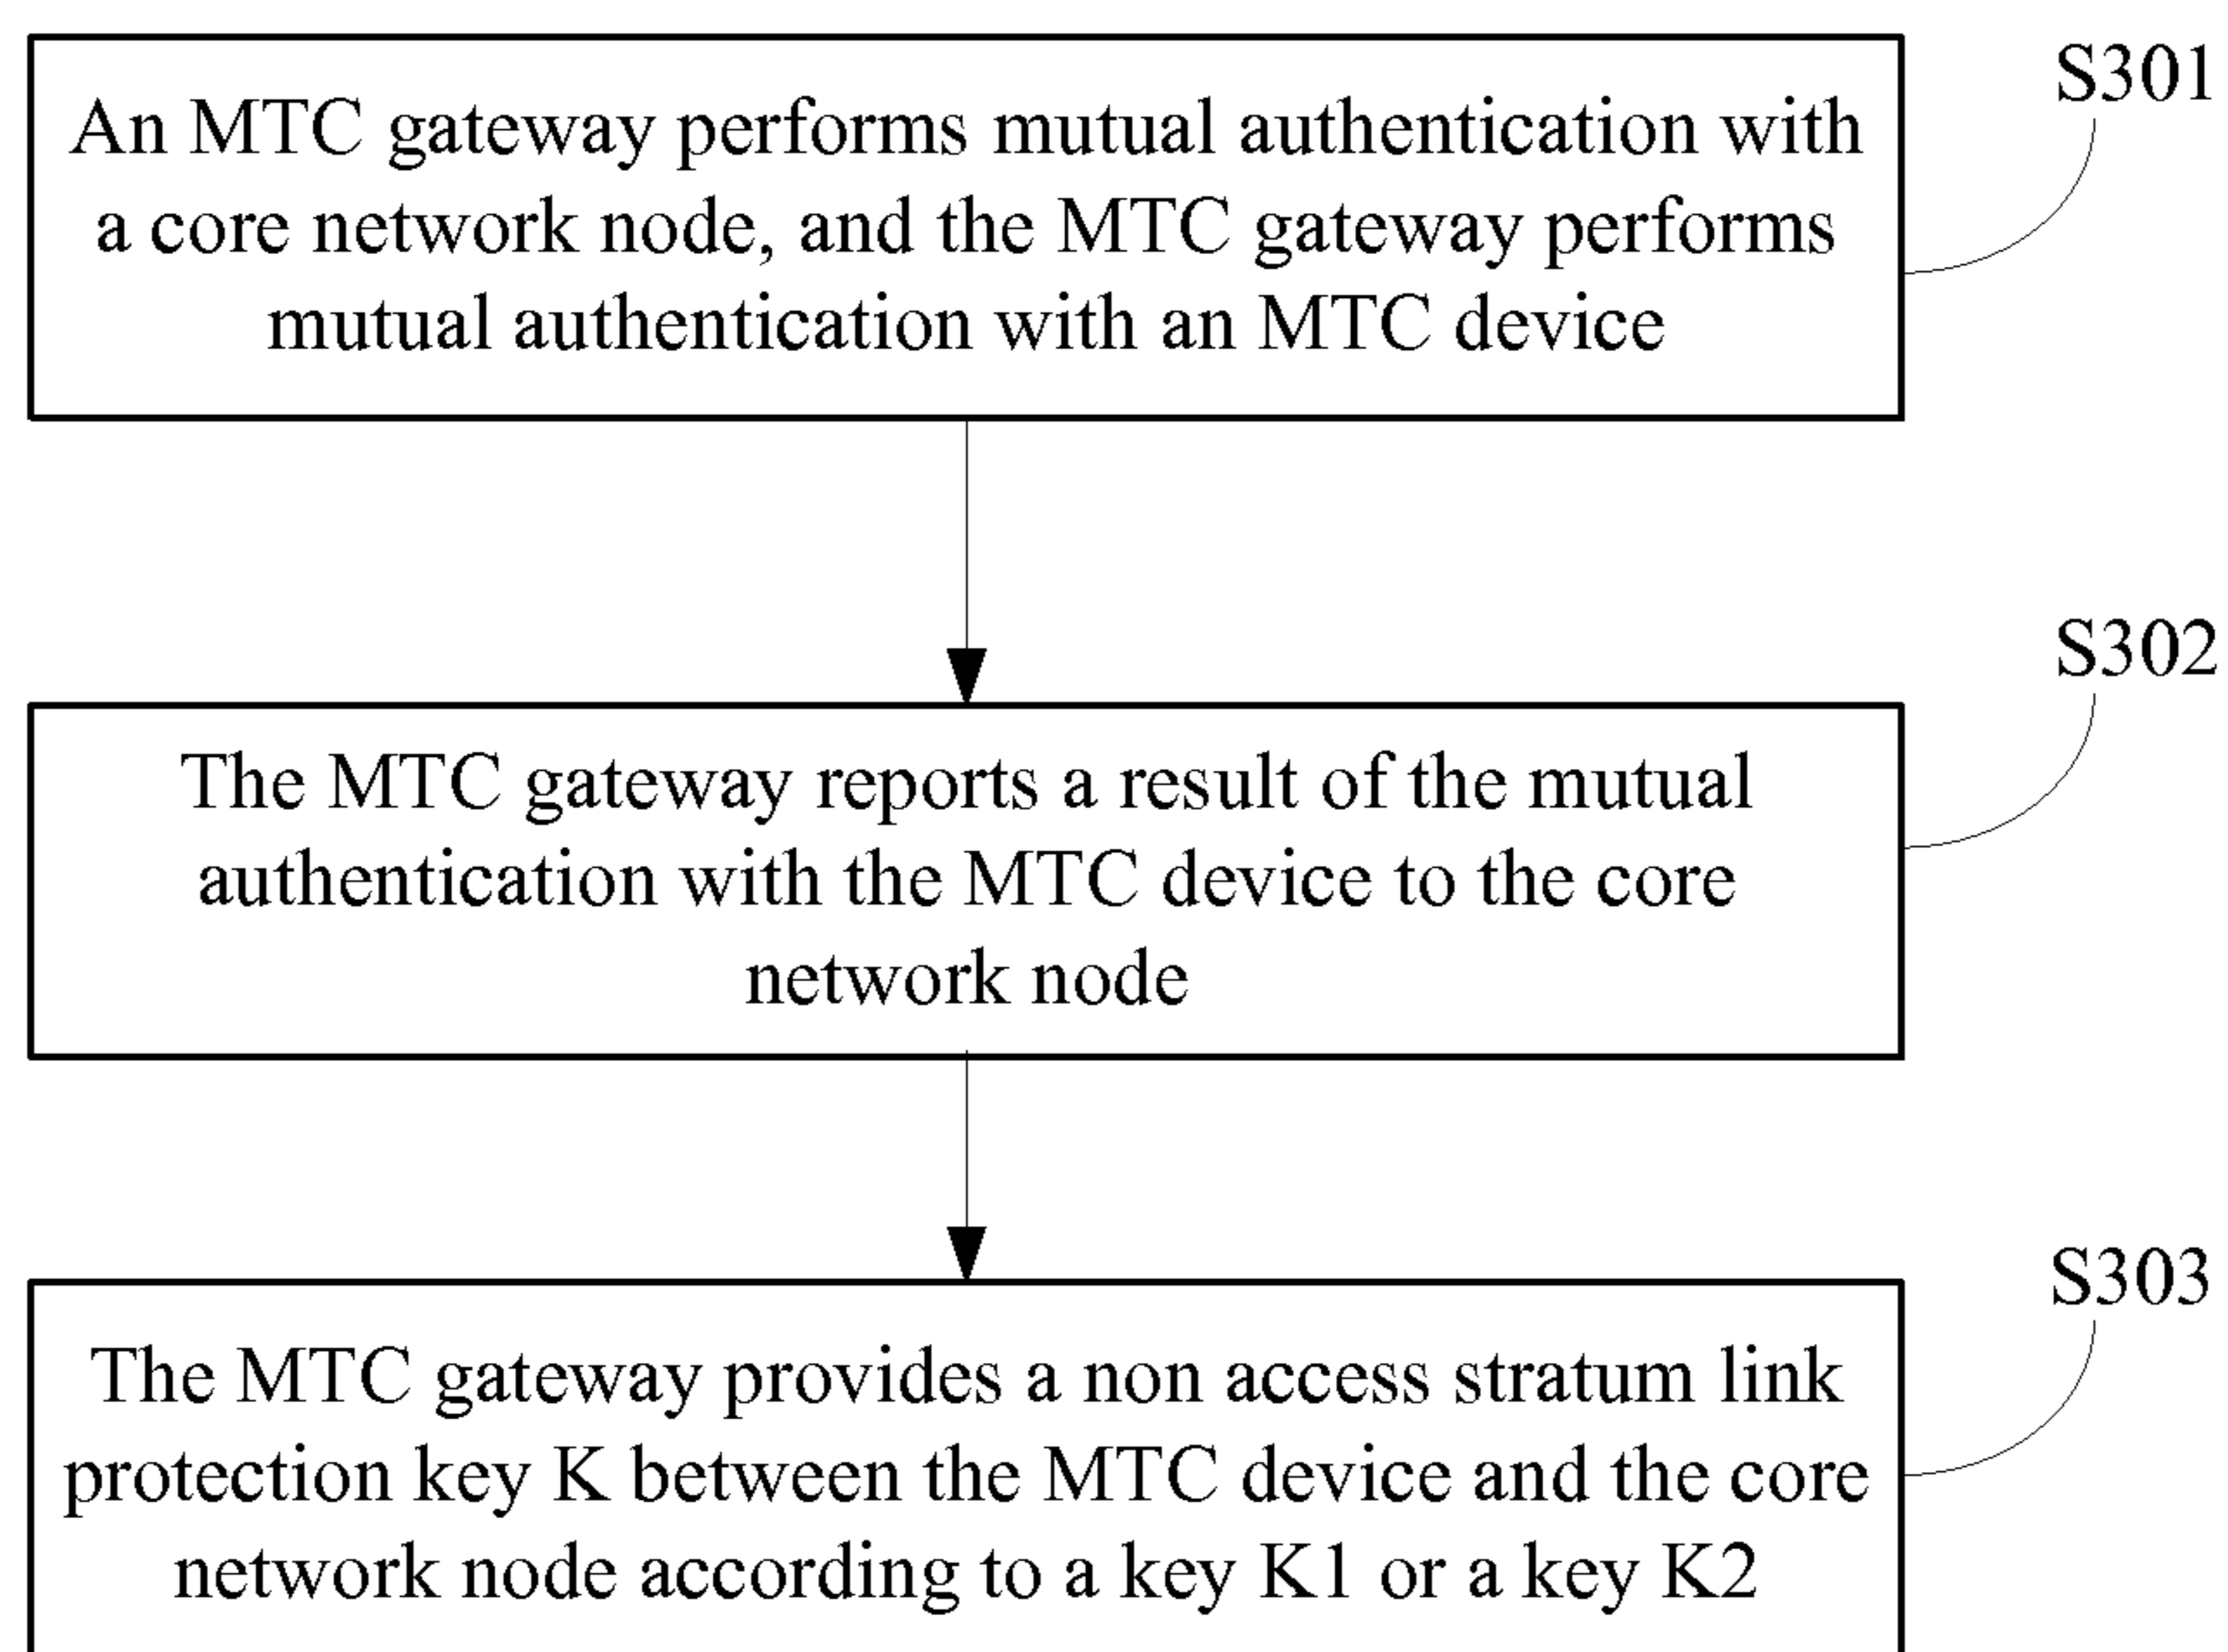 An MTC gateway performs mutual authentication with
a core network node, and the MTC gateway performs
mutual authentication with an MTC device
S301
The MTC gateway reports a result of the mutual
authentication with the MTC device to the core
network node
S302
The MTC gateway provides a non access stratum link
protection key K between the MTC device and the core
network node according to a key K1 or a key K2
S303